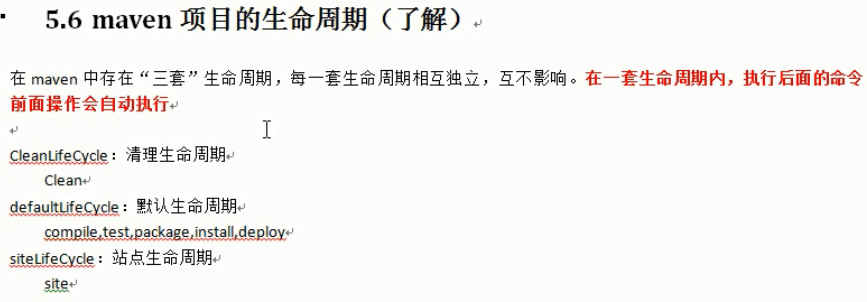 5.6 maven 项目的生命周期（了解）
在 maven 中存在“三套”生命周期，每一套生命周期相互独立，互不影响。在一套生命周期内，执行后面的命令
前面操作会自动执行
CleanLifeCycle：清理生命周期
Clean
defaultLifeCycle：默认生命周期
compile,test,package,install,deploy
siteLifeCycle：站点生命周期
site